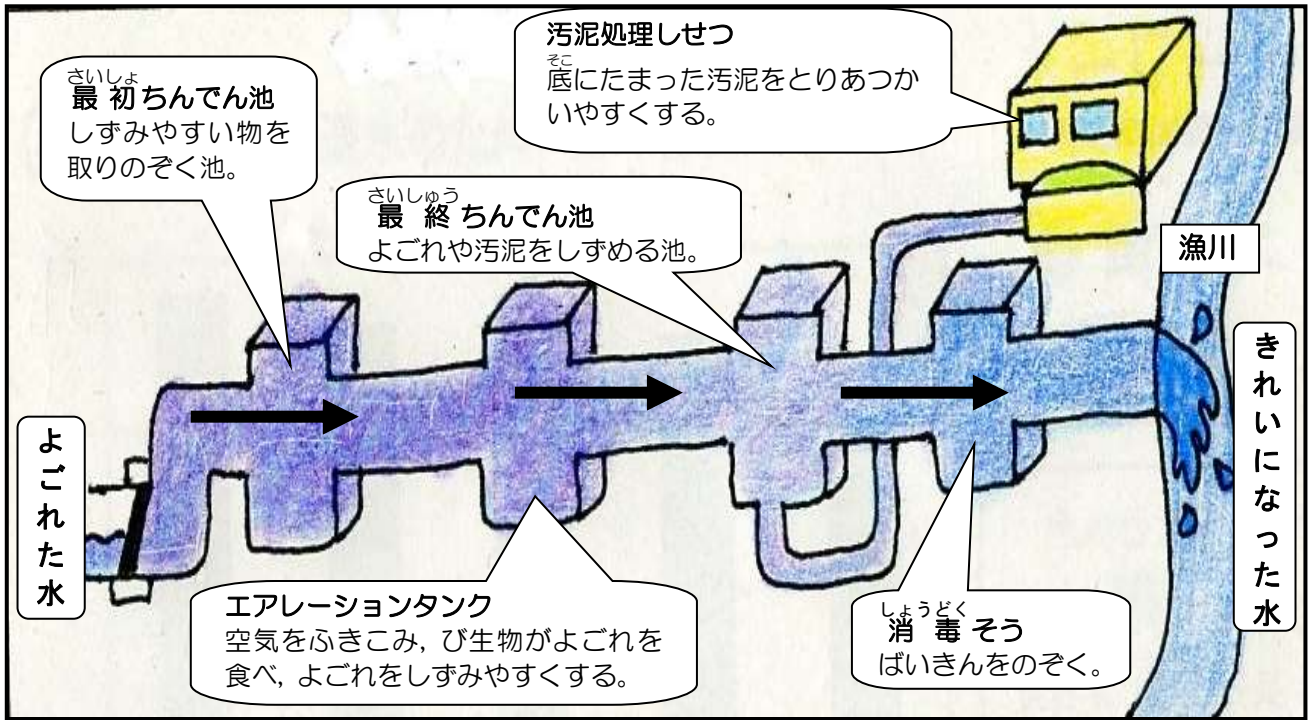 汚泥処理しせつ
そこ
底にたまった汚泥をとりあつか
いやすくする。
さいしょ
最初ちんでん池
しずみやすい物を
取りのぞく池。
さいしゅう
最終ちんでん池
よごれや汚泥をしずめる池。
漁川
よごれた水
きれいになった水
エアレーションタンク
空気をふきこみ, び生物がよごれを
食べ, よごれをしずみやすくする。
しょうどく
消毒そう
ばいきんをのぞく。